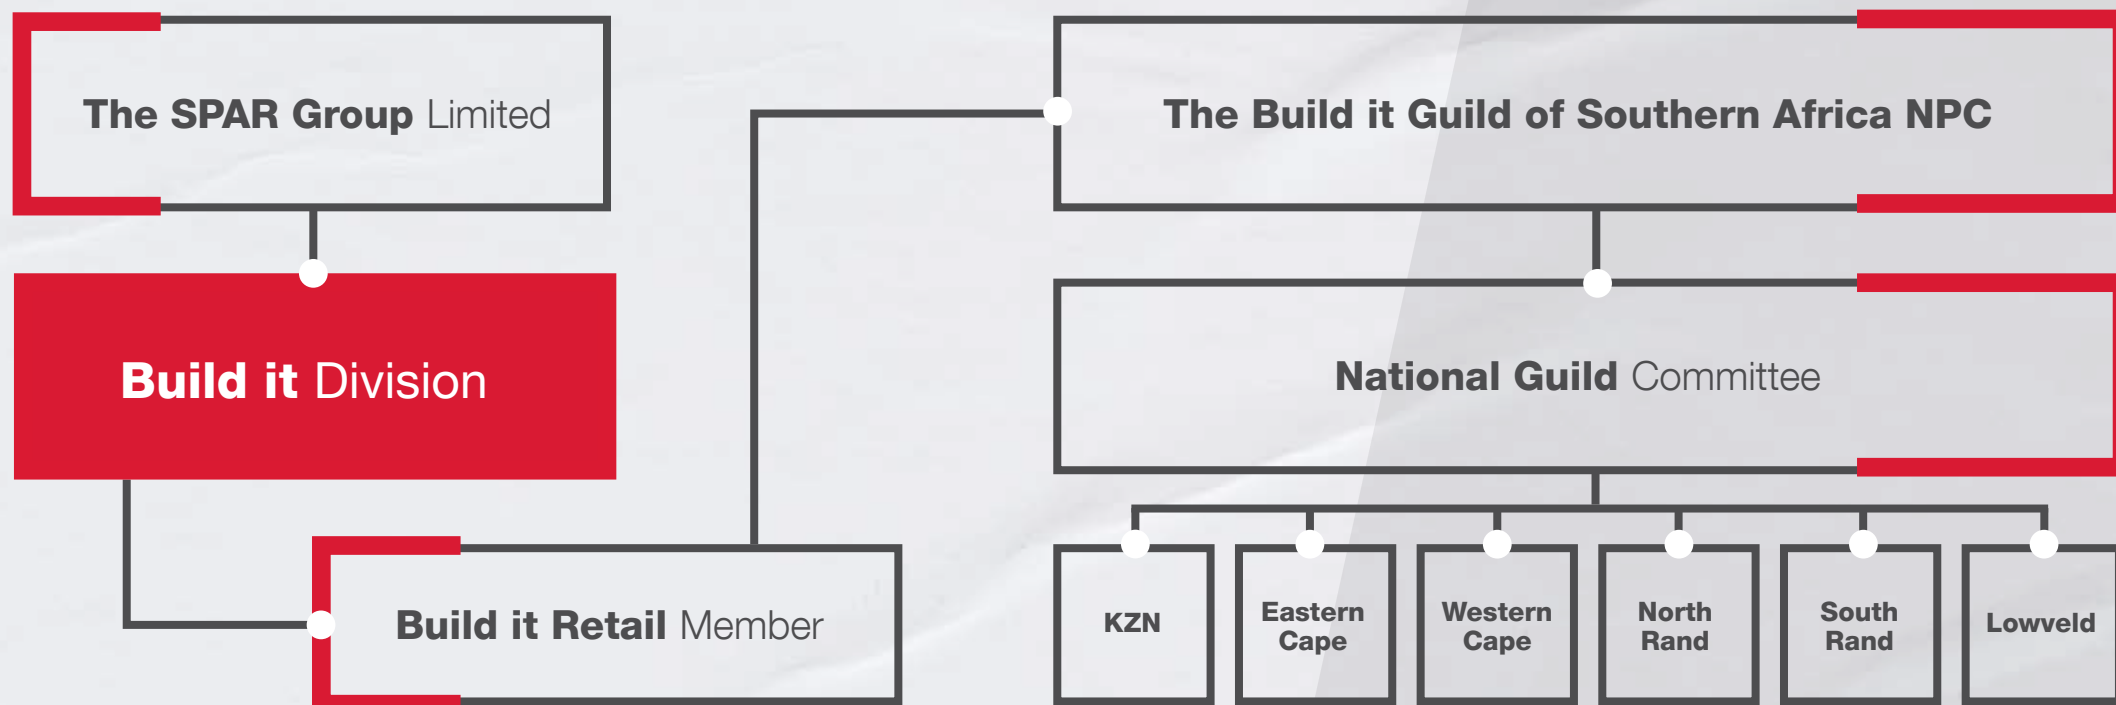 The SPAR Group Limited
Build it Division
Build it Retail Member
The Build it Guild of Southern Africa NPC
National Guild Committee
KZN
Eastern
Cape
Western
Cape
North
Rand
South
Rand
Lowveld